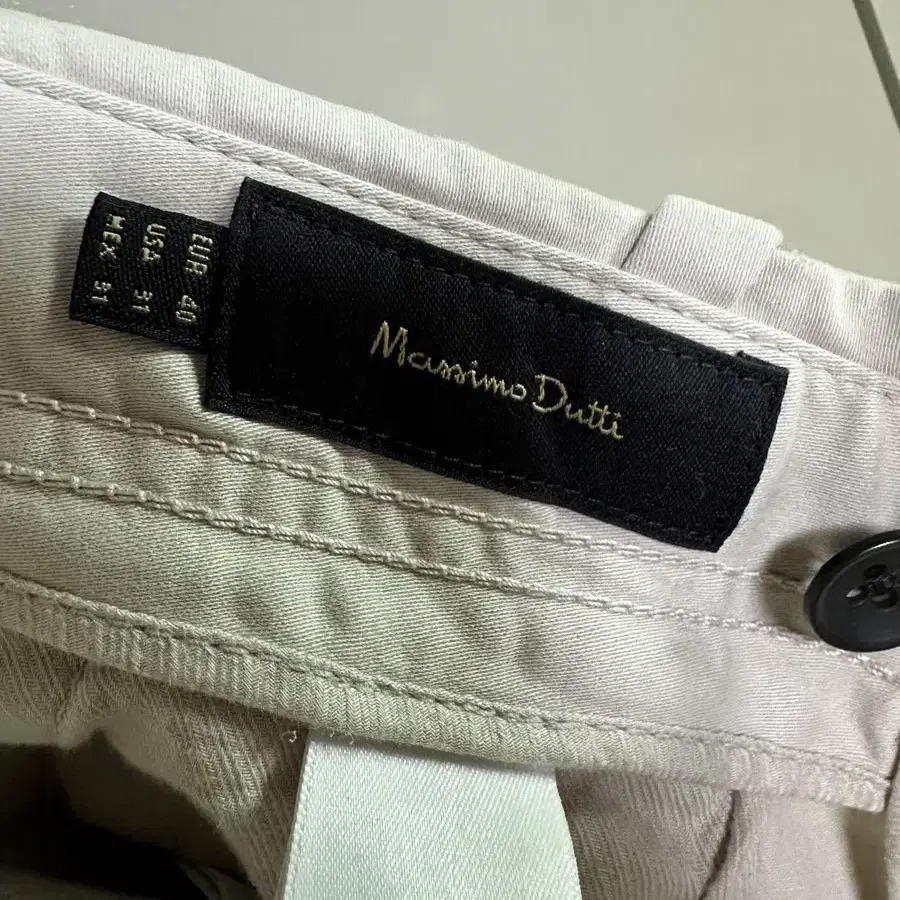 EUR 40
USA 31
MEX 31
Massimo Dutti